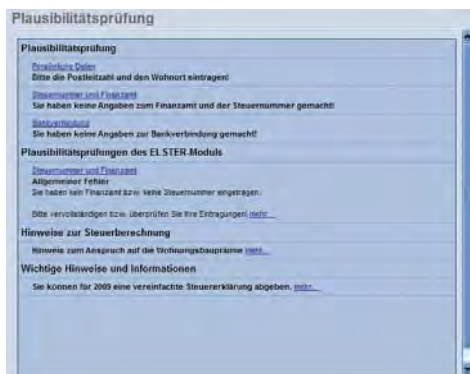 Plausibilitätsprüfung
Plausibilitätsprüfung
Persönliche Daten
Bitte die Postleitzahl und den Wohnort eintragen!
Steuernummer und Finanzamt
Sie haben keine Angaben zum Finanzamt und der Steuernummer gemacht!
Bankverbindung
Sie haben keine Angaben zur Bankverbindung gemacht!
Plausibilitätsprüfungen des ELSTER-Moduls
Steuernummer und Finanzamt
Allgemeiner Fehler
Sie haben kein Finanzamt bzw. keine Steuernummer eingetragen.
Bitte vervollständigen bzw. überprüfen Sie Ihre Eintragungen! mehr...
Hinweise zur Steuerberechnung
Hinweis zum Anspruch auf die Wohnungsbauprämie mehr...
Wichtige Hinweise und Informationen
Sie können für 2009 eine vereinfachte Steuererklärung abgeben. mehr...